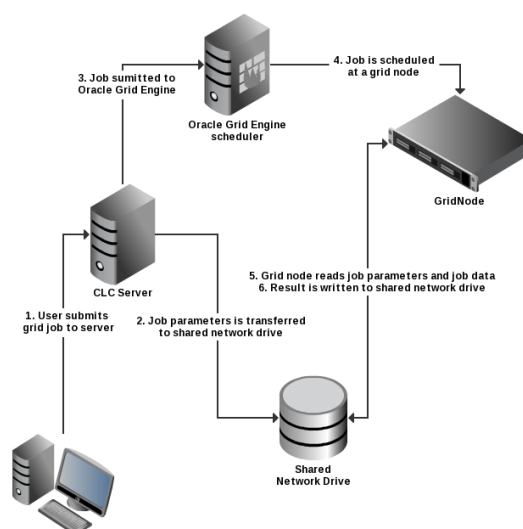 3. Job sumitted to
Oracle Grid Engine
4. Job is scheduled
at a grid node
Oracle Grid Engine
scheduler
GridNode
CLC Server
1. User submits
grid job to server
2. Job parameters is transferred
to shared network drive
5. Grid node reads job parameters and job data
6. Result is written to shared network drive
Shared
Network Drive